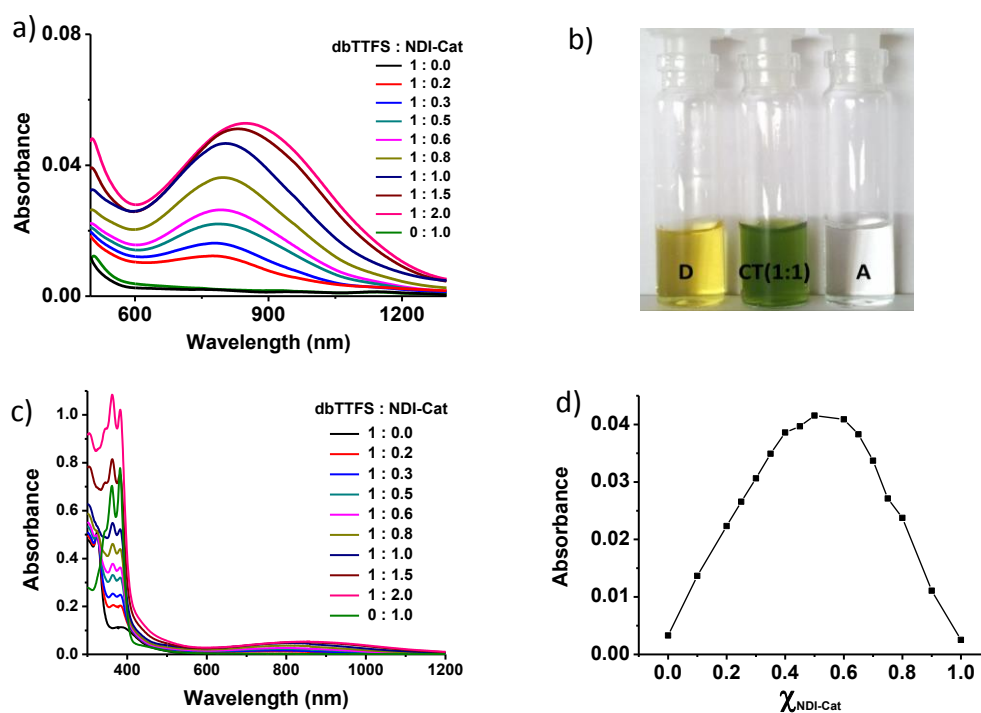 a)
0.08
0.04
0.00
Absorbance
600
900
1200
Wavelength (nm)
dbTTFS : NDI-Cat
1 : 0.0
1 : 0.2
1 : 0.3
1 : 0.5
1 : 0.6
1 : 0.8
1 : 1.0
1 : 1.5
1 : 2.0
0 : 1.0
b)
D
CT(1:1)
A
c)
1.0
0.8
0.6
0.4
0.2
0.0
Absorbance
400
600
800
1000
1200
Wavelength (nm)
dbTTFS : NDI-Cat
1 : 0.0
1 : 0.2
1 : 0.3
1 : 0.5
1 : 0.6
1 : 0.8
1 : 1.0
1 : 1.5
1 : 2.0
0 : 1.0
d)
0.04
0.03
0.02
0.01
0.00
Absorbance
0.0
0.2
0.4
0.6
0.8
1.0
χNDI-Cat